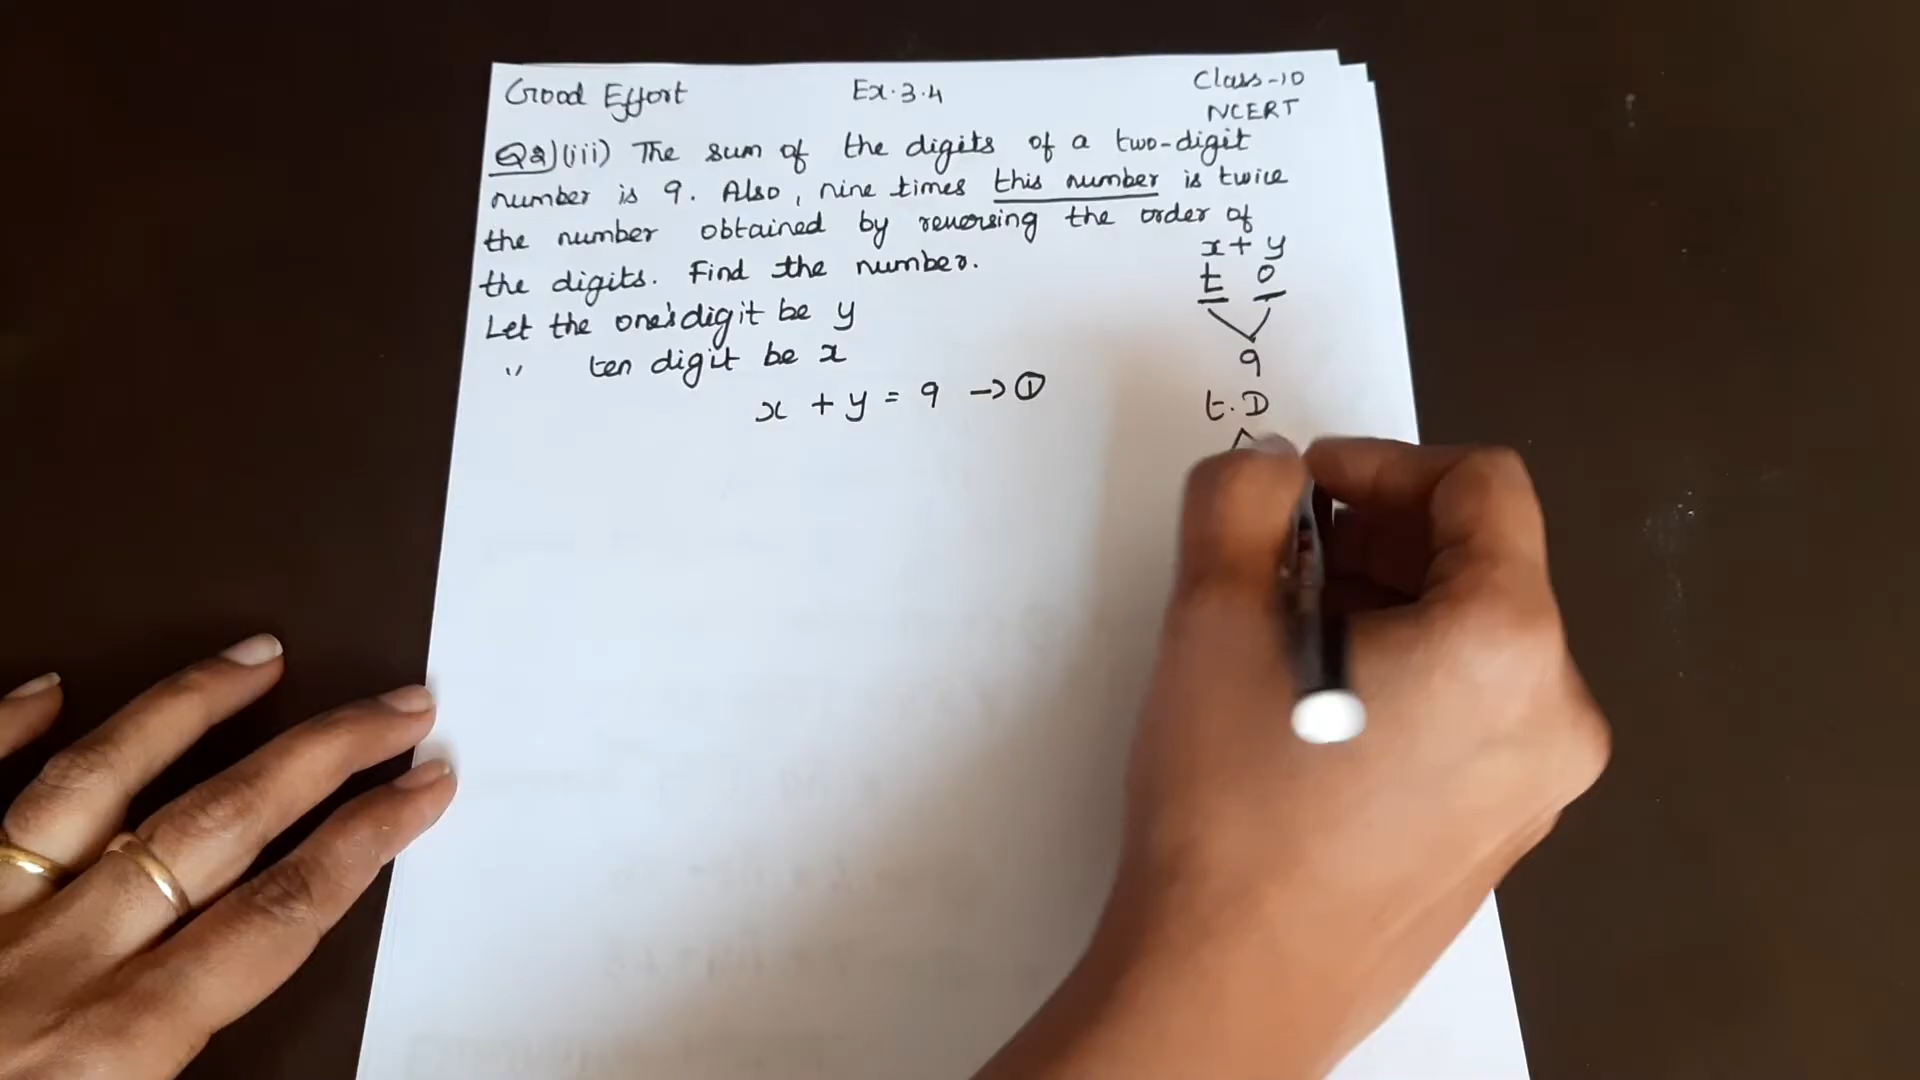 Good Effort Ex.3.4 Class-10
NCERT
Q2)(iii) The sum of the digits of a two-digit
number is 9. Also, nine times this number is twice
the number obtained by reversing the order of
the digits. Find the number.
x + y
t o
9
t.D
Let the one's digit be y
" ten digit be x
x + y = 9 → ①